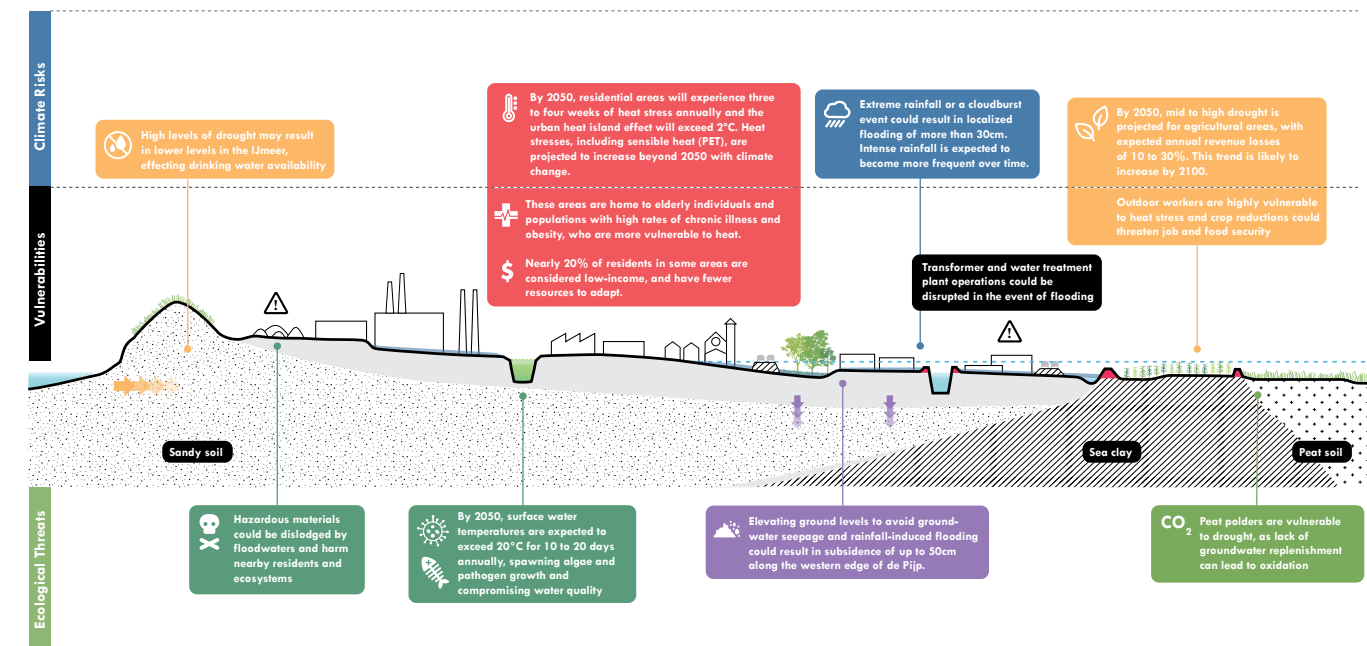 Climate Risks
High levels of drought may result
in lower levels in the IJmeer,
effecting drinking water availability
By 2050, residential areas will experience three
to four weeks of heat stress annually and the
urban heat island effect will exceed 2°C. Heat
stresses, including sensible heat (PET), are
projected to increase beyond 2050 with climate
change.
Extreme rainfall or a cloudburst
event could result in localized
flooding of more than 30cm.
Intense rainfall is expected to
become more frequent over time.
By 2050, mid to high drought is
projected for agricultural areas, with
expected annual revenue losses
of 10 to 30%. This trend is likely to
increase by 2100.
Vulnerabilities
These areas are home to elderly individuals and
populations with high rates of chronic illness and
obesity, who are more vulnerable to heat.
$
Nearly 20% of residents in some areas are
considered low-income, and have fewer
resources to adapt.
Outdoor workers are highly vulnerable
to heat stress and crop reductions could
threaten job and food security
Transformer and water treatment
plant operations could be
disrupted in the event of flooding
Sandy soil
Sea clay
Peat soil
Ecological Threats
Hazardous materials
could be dislodged by
floodwaters and harm
nearby residents and
ecosystems
By 2050, surface water
temperatures are expected to
exceed 20°C for 10 to 20 days
annually, spawning algae and
pathogen growth and
compromising water quality
Elevating ground levels to avoid ground-
water seepage and rainfall-induced flooding
could result in subsidence of up to 50cm
along the western edge of de Pijp.
CO2
Peat polders are vulnerable
to drought, as lack of
groundwater replenishment
can lead to oxidation